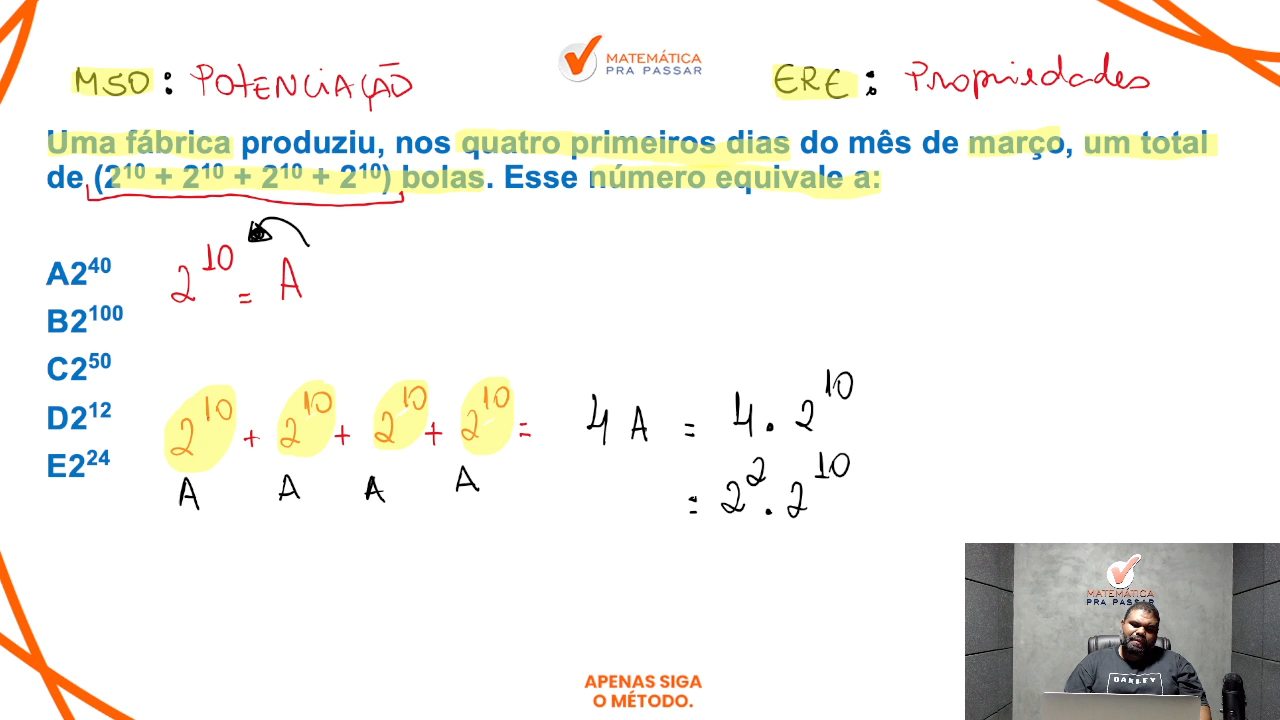 MATEMÁTICA
PRA PASSAR
MSO : POTENCIAÇÃO
ERE : Propriedades
Uma fábrica produziu, nos quatro primeiros dias do mês de março, um total
de (2¹⁰ + 2¹⁰ + 2¹⁰ + 2¹⁰) bolas. Esse número equivale a:
A2⁴⁰
2¹⁰ = A
B2¹⁰⁰
C2⁵⁰
D2¹²
2¹⁰ + 2¹⁰ + 2¹⁰ + 2¹⁰ = 4A = 4 . 2¹⁰
E2²⁴
A A A A
= 2² . 2¹⁰
MATEMÁTICA
PRA PASSAR
OAKLEY
APENAS SIGA
O MÉTODO.